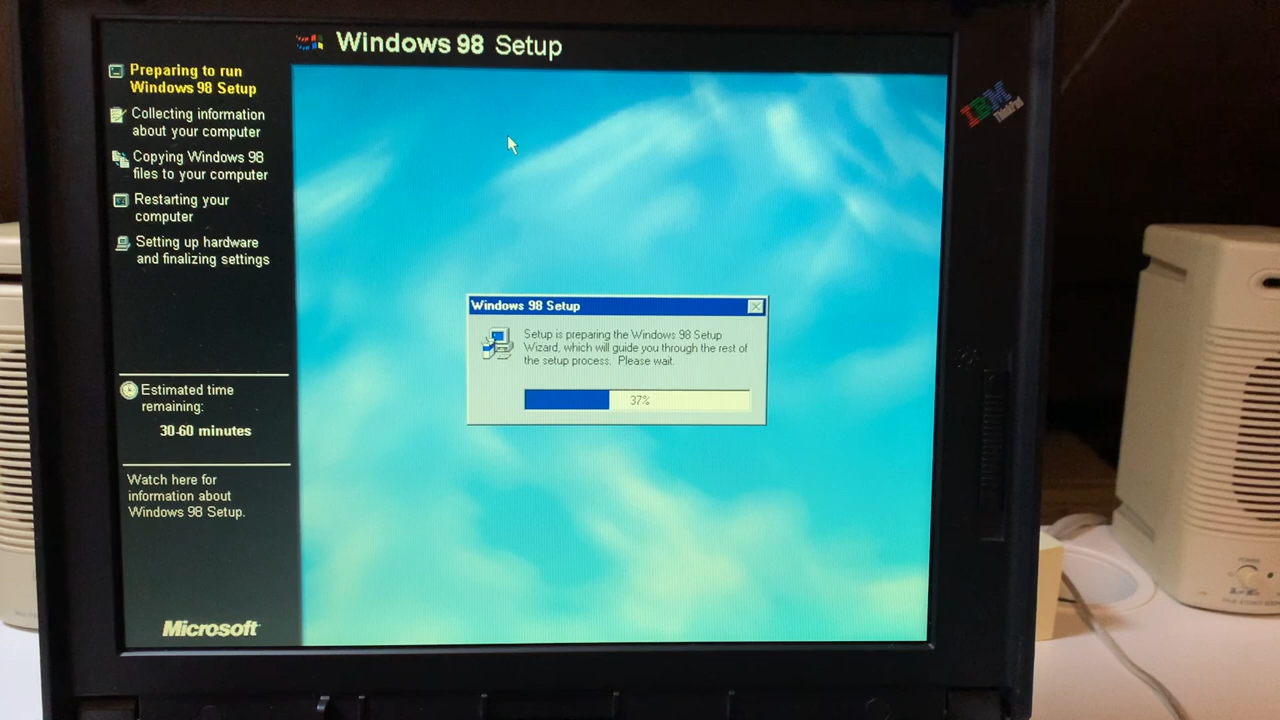 Windows 98 Setup
Preparing to run
Windows 98 Setup
Collecting information
about your computer
Copying Windows 98
files to your computer
Restarting your
computer
Setting up hardware
and finalizing settings
Estimated time
remaining:
30-60 minutes
Watch here for
information about
Windows 98 Setup.
Microsoft
Windows 98 Setup
Setup is preparing the Windows 98 Setup
Wizard, which will guide you through the rest of
the setup process. Please wait.
37%
IBM
ThinkPad
POWER